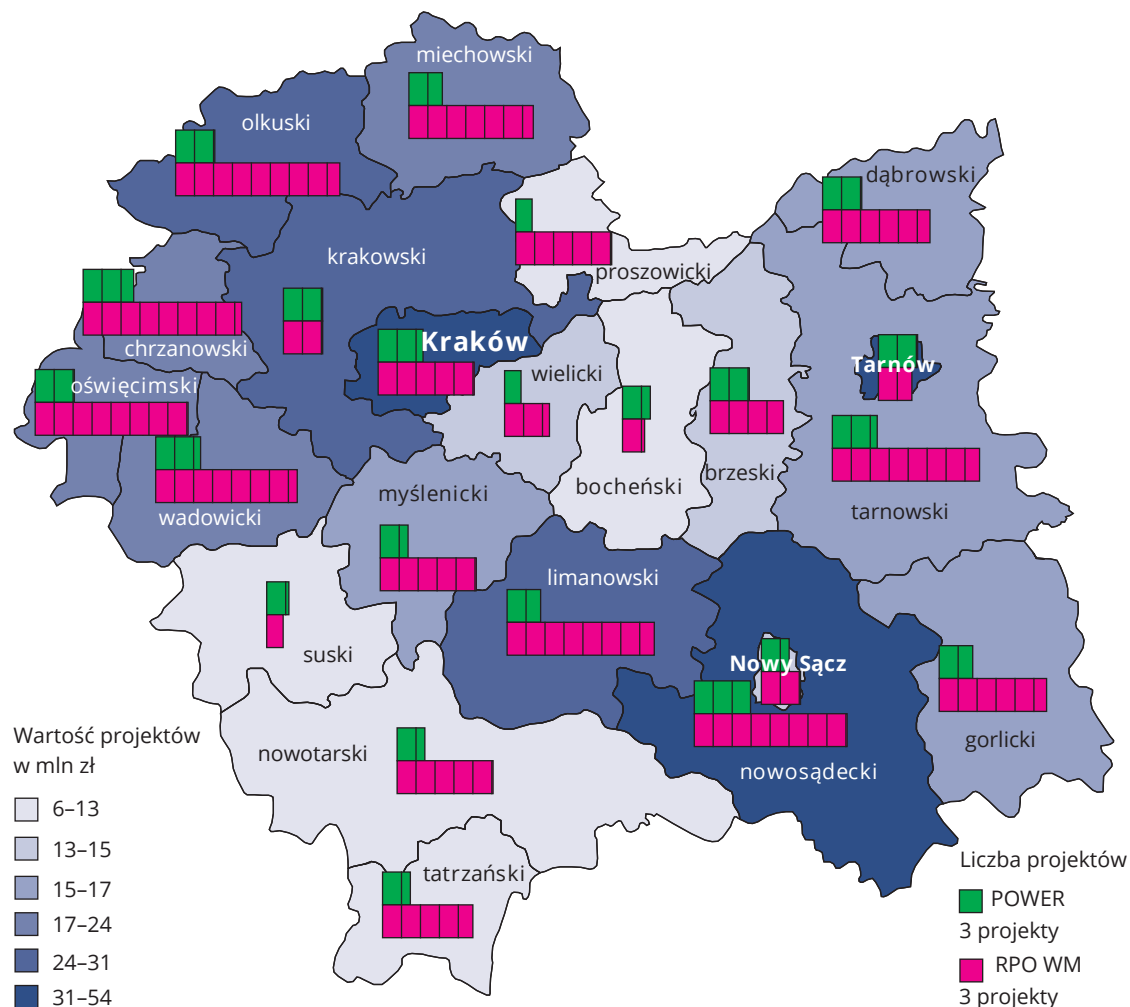 miechowski
olkuski
dąbrowski
krakowski
proszowicki
chrzanowski
Kraków
Tarnów
oświęcimski
wielicki
brzeski
bocheński
myślenicki
wadowicki
tarnowski
limanowski
suski
Nowy Sącz
nowotarski
gorlicki
nowosądecki
tatrzański
Wartość projektów
w mln zł
6–13
13–15
15–17
17–24
24–31
31–54
Liczba projektów
POWER
3 projekty
RPO WM
3 projekty